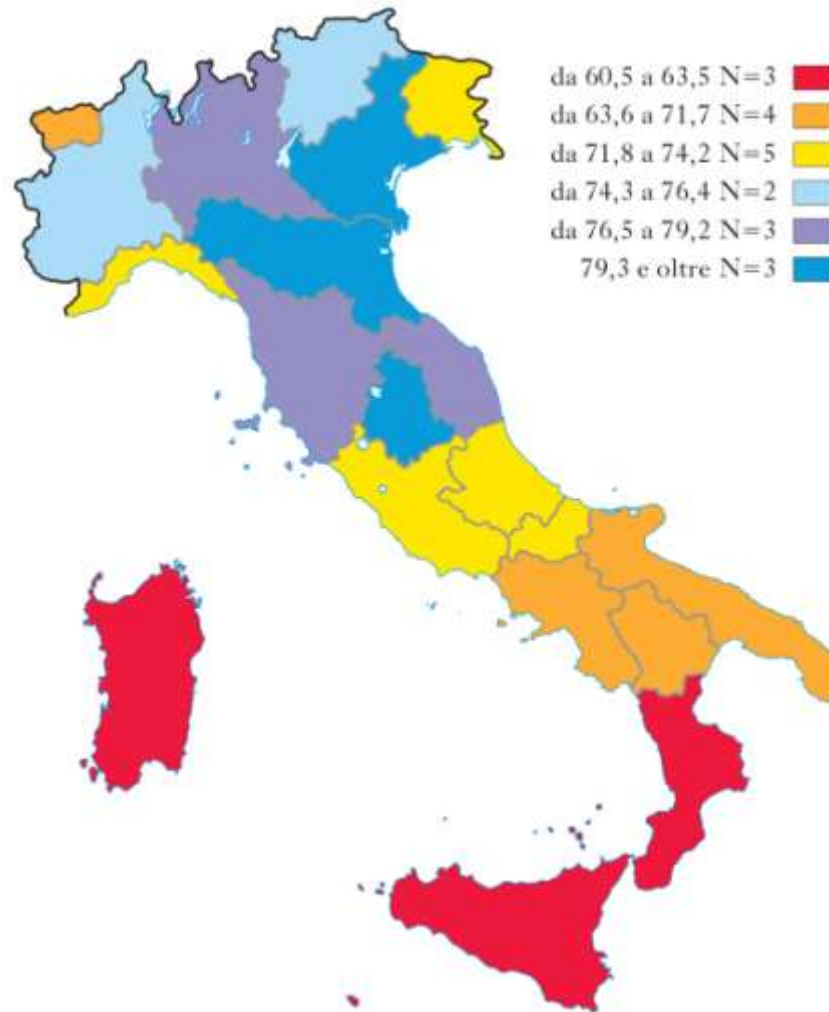 da 60,5 a 63,5 N=3
da 63,6 a 71,7 N=4
da 71,8 a 74,2 N=5
da 74,3 a 76,4 N=2
da 76,5 a 79,2 N=3
79,3 e oltre N=3